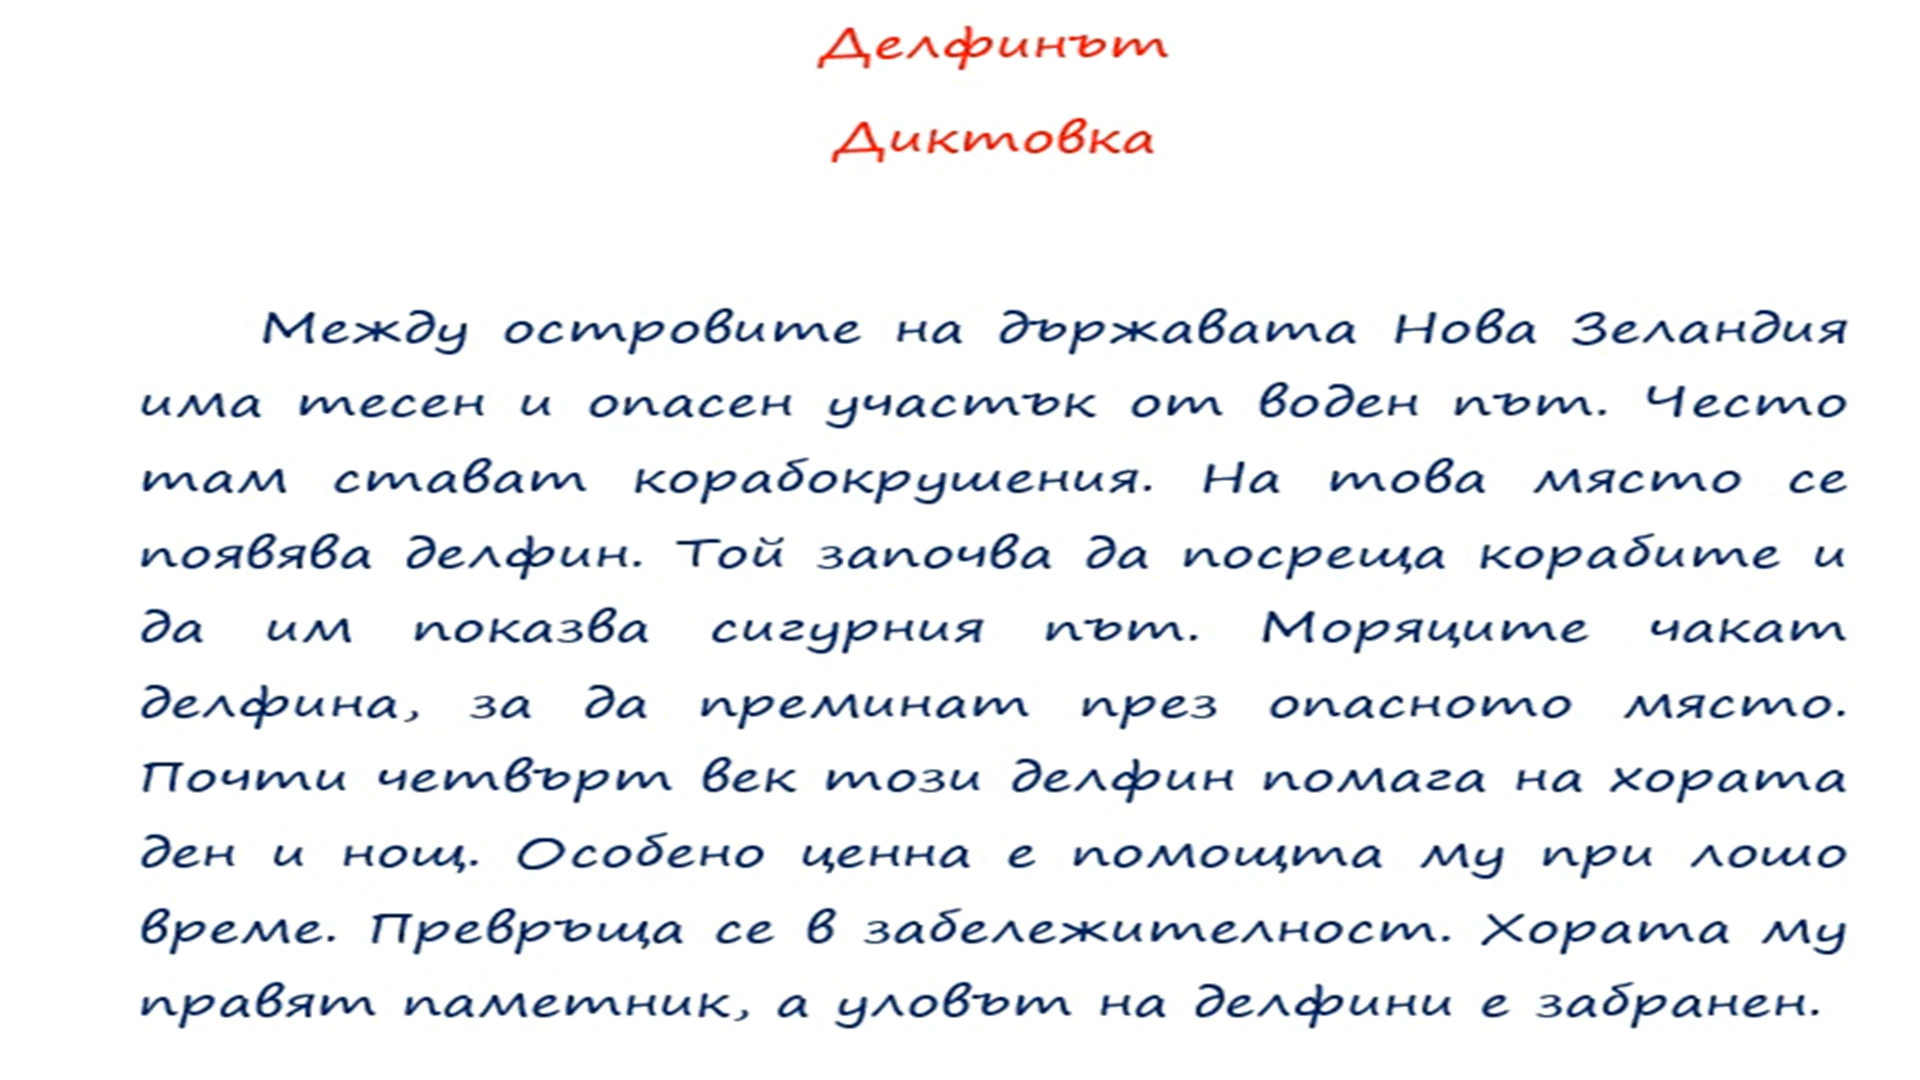 Делфинът
Диктовка
Между островите на държавата Нова Зеландия
има тесен и опасен участък от воден път. Често
там стават корабокрушения. На това място се
появява делфин. Той започва да посреща корабите и
да им показва сигурния път. Моряците чакат
делфина, за да преминат през опасното място.
Почти четвърт век този делфин помага на хората
ден и нощ. Особено ценна е помощта му при лошо
време. Превръща се в забележителност. Хората му
правят паметник, а уловът на делфини е забранен.